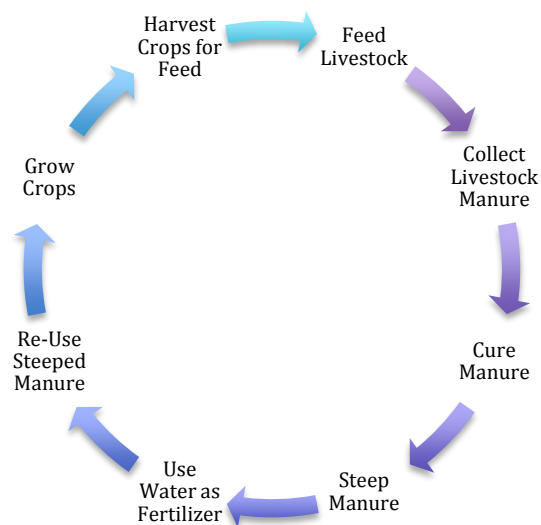 Harvest
Crops for
Feed
Feed
Livestock
Collect
Livestock
Manure
Cure
Manure
Steep
Manure
Use
Water as
Fertilizer
Re-Use
Steeped
Manure
Grow
Crops